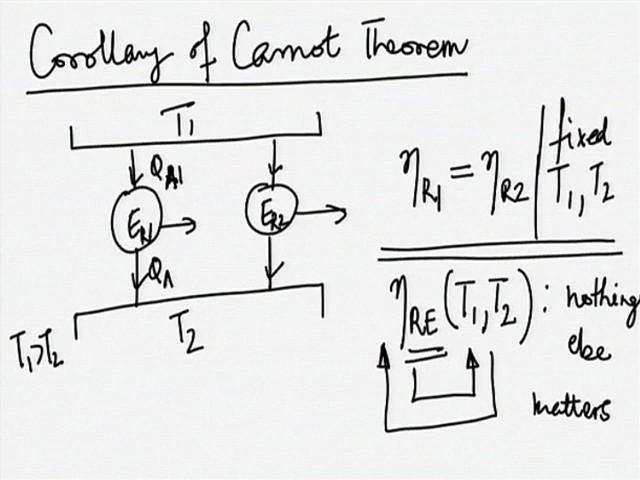 Corollary of Carnot Theorem
T1
QA1
ER1
ER2
QA
T1>T2
T2
ηR1 = ηR2 | fixed T1, T2
ηRE (T1, T2) : nothing
else
matters